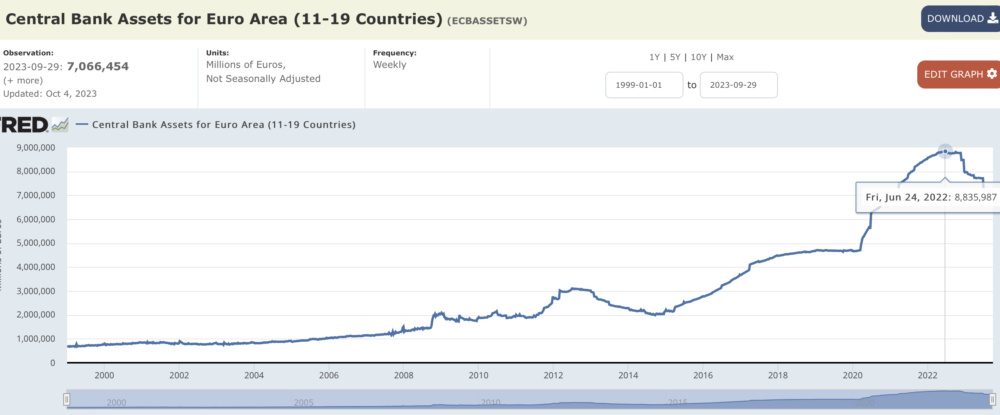 Central Bank Assets for Euro Area (11-19 Countries) (ECBASSETSW)
DOWNLOAD
Observation:
2023-09-29: 7,066,454
(+ more)
Updated: Oct 4, 2023
Units:
Millions of Euros,
Not Seasonally Adjusted
Frequency:
Weekly
1Y | 5Y | 10Y | Max
1999-01-01 to 2023-09-29
EDIT GRAPH
FRED®
Central Bank Assets for Euro Area (11-19 Countries)
9,000,000
8,000,000
7,000,000
6,000,000
5,000,000
4,000,000
3,000,000
2,000,000
1,000,000
0
Fri, Jun 24, 2022: 8,835,987
2000 2002 2004 2006 2008 2010 2012 2014 2016 2018 2020 2022
2000 2005 2010 2015 2020